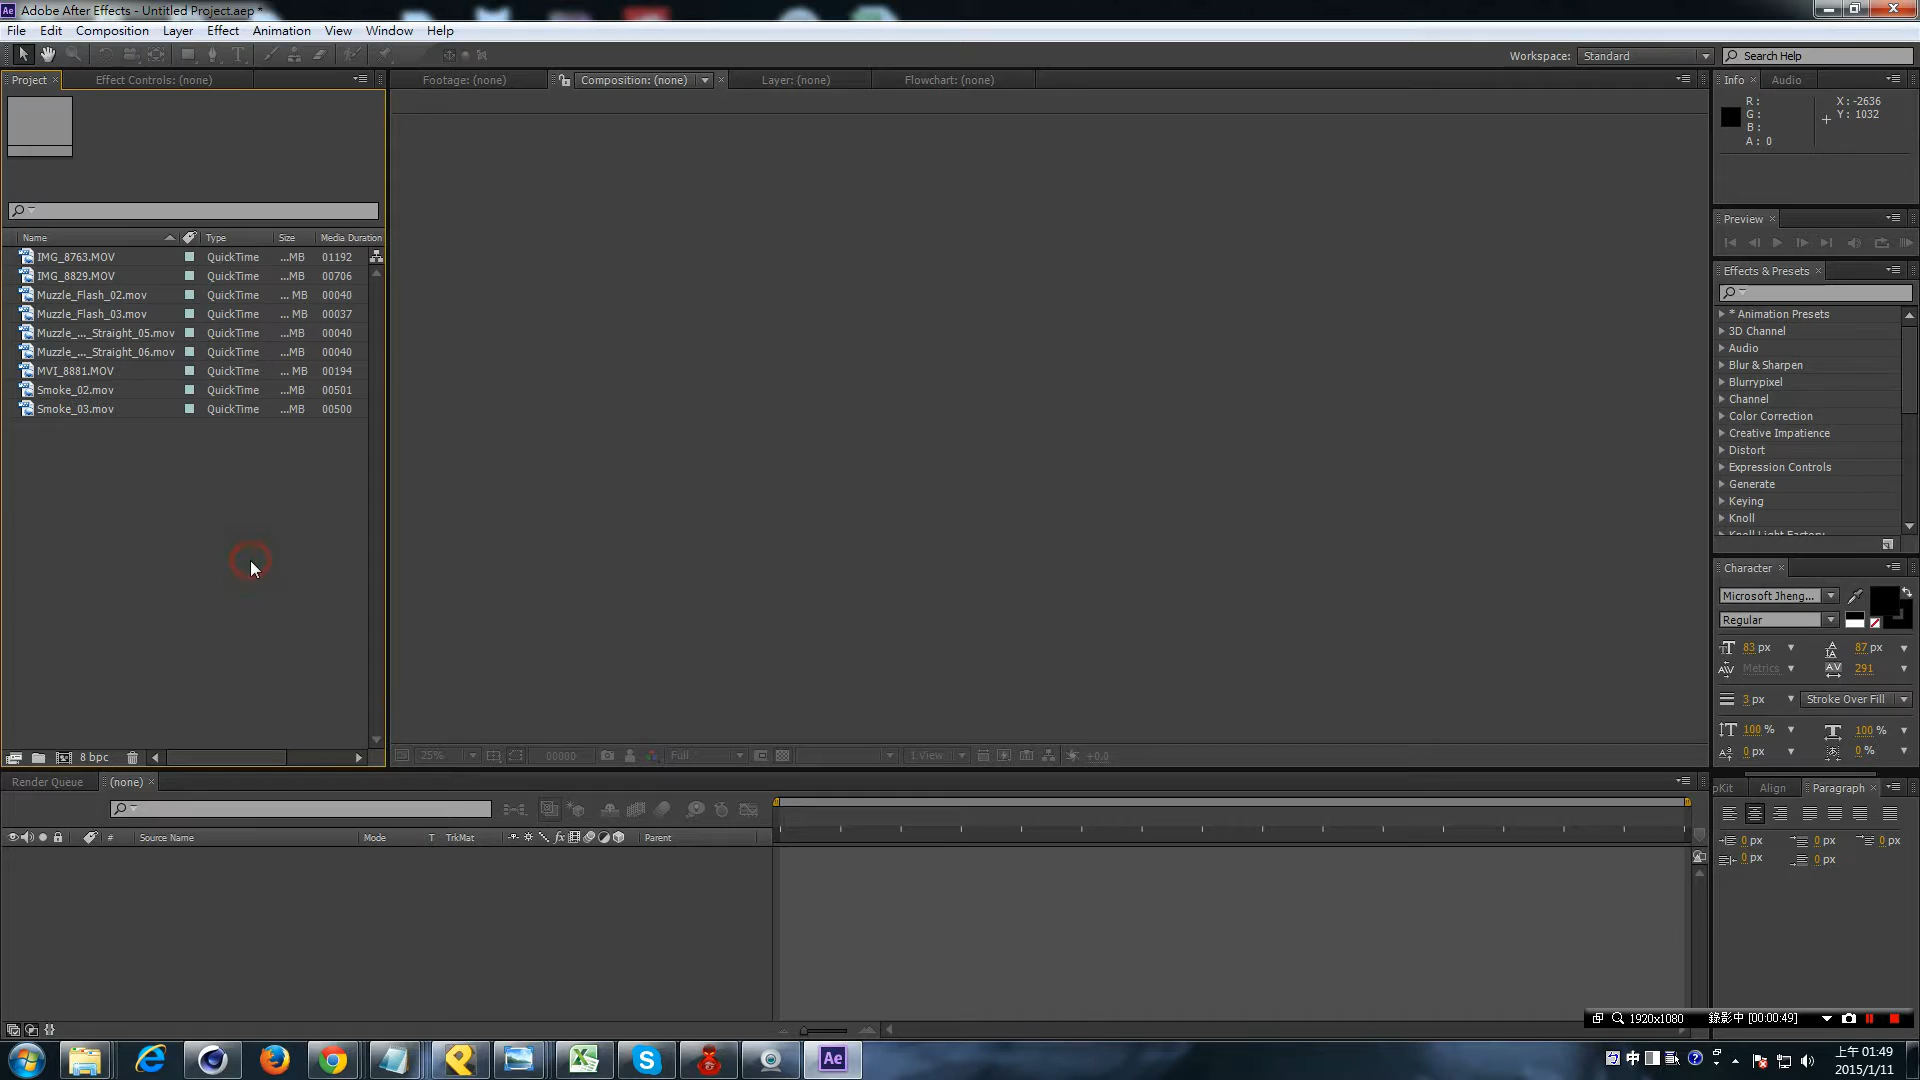 Adobe After Effects - Untitled Project.aep *
File Edit Composition Layer Effect Animation View Window Help
Workspace: Standard Search Help
Project Effect Controls: (none) Footage: (none) Composition: (none) Layer: (none) Flowchart: (none) Info Audio
R: X: -2636
G: Y: 1032
B:
A: 0
Preview
Name Type Size Media Duration
IMG_8763.MOV QuickTime ...MB 01192
IMG_8829.MOV QuickTime ...MB 00706
Muzzle_Flash_02.mov QuickTime ... MB 00040
Muzzle_Flash_03.mov QuickTime ... MB 00037
Muzzle_..._Straight_05.mov QuickTime ...MB 00040
Muzzle_..._Straight_06.mov QuickTime ...MB 00040
MVI_8881.MOV QuickTime ...MB 00194
Smoke_02.mov QuickTime ...MB 00501
Smoke_03.mov QuickTime ...MB 00500
Effects & Presets
* Animation Presets
3D Channel
Audio
Blur & Sharpen
Blurrypixel
Channel
Color Correction
Creative Impatience
Distort
Expression Controls
Generate
Keying
Knoll
Knoll Light Factory
Character
Microsoft Jheng...
Regular
83 px 87 px
Metrics 291
3 px Stroke Over Fill
100 % 100 %
0 px 0 %
8 bpc 25% 00000 Full 1 View +0.0
Render Queue (none)
# Source Name Mode T TrkMat fx Parent
pKit Align Paragraph
0 px 0 px 0 px
0 px 0 px
1920x1080 錄影中 [00:00:49]
Ae 中
上午 01:49
2015/1/11